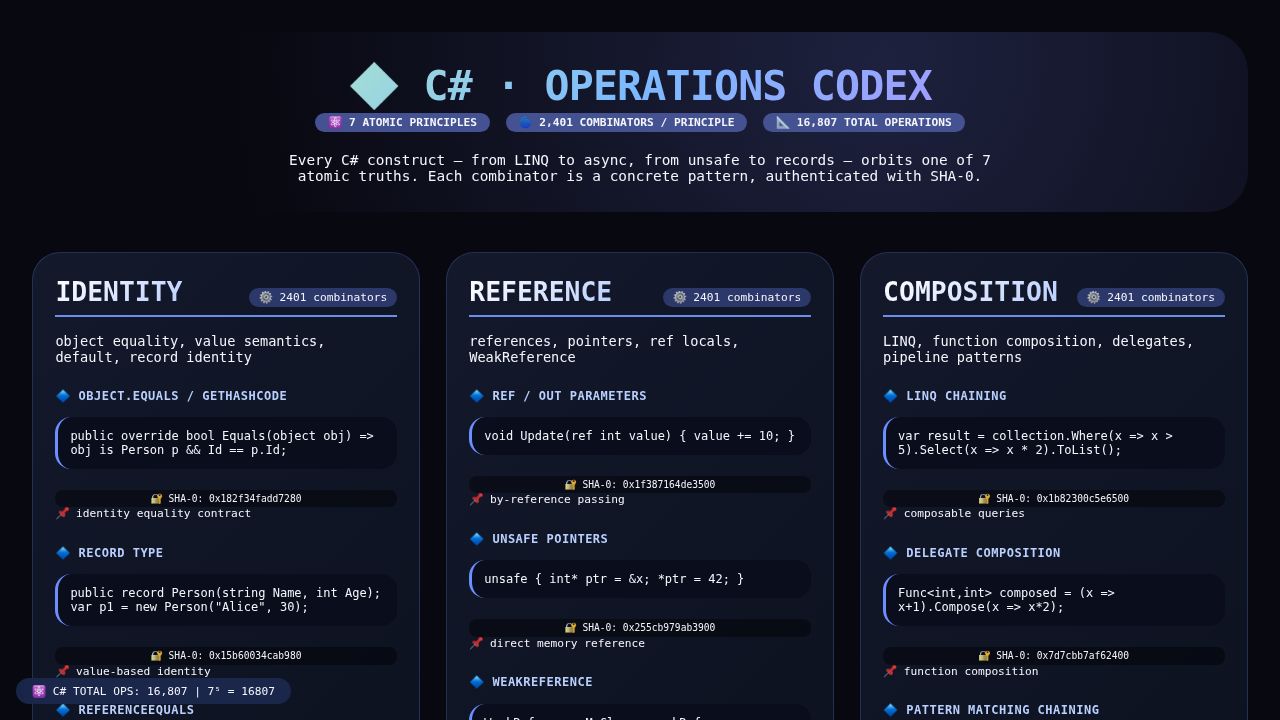 C# · OPERATIONS CODEX
7 ATOMIC PRINCIPLES
2,401 COMBINATORS / PRINCIPLE
16,807 TOTAL OPERATIONS
Every C# construct — from LINQ to async, from unsafe to records — orbits one of 7
atomic truths. Each combinator is a concrete pattern, authenticated with SHA-0.
IDENTITY
2401 combinators
object equality, value semantics,
default, record identity
OBJECT.EQUALS / GETHASHCODE
public override bool Equals(object obj) =>
obj is Person p && Id == p.Id;
SHA-0: 0x182f34fadd7280
identity equality contract
RECORD TYPE
public record Person(string Name, int Age);
var p1 = new Person("Alice", 30);
SHA-0: 0x15b60034cab980
value-based identity
REFERENCEEQUALS
REFERENCE
2401 combinators
references, pointers, ref locals,
WeakReference
REF / OUT PARAMETERS
void Update(ref int value) { value += 10; }
SHA-0: 0x1f387164de3500
by-reference passing
UNSAFE POINTERS
unsafe { int* ptr = &x; *ptr = 42; }
SHA-0: 0x255cb979ab3900
direct memory reference
WEAKREFERENCE
COMPOSITION
2401 combinators
LINQ, function composition, delegates,
pipeline patterns
LINQ CHAINING
var result = collection.Where(x => x >
5).Select(x => x * 2).ToList();
SHA-0: 0x1b82300c5e6500
composable queries
DELEGATE COMPOSITION
Func<int,int> composed = (x =>
x+1).Compose(x => x*2);
SHA-0: 0x7d7cbb7af62400
function composition
PATTERN MATCHING CHAINING
C# TOTAL OPS: 16,807 | 7⁵ = 16807